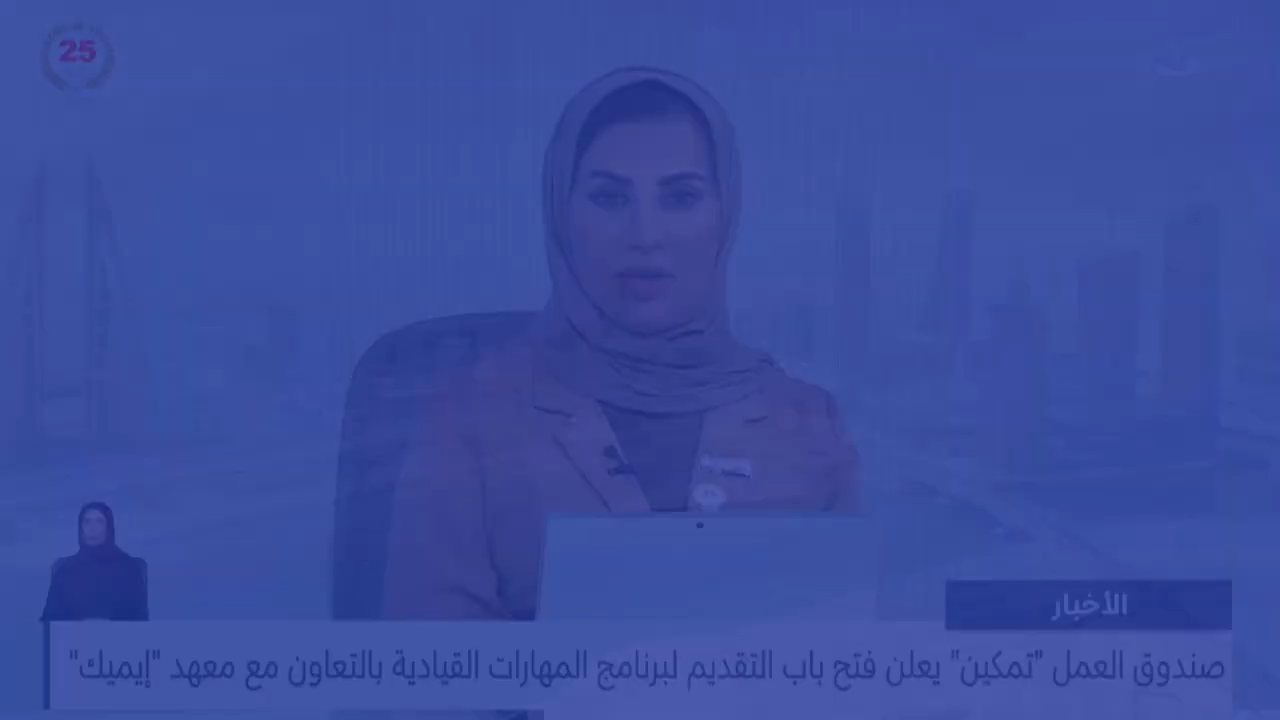 25
الأخبار
صندوق العمل "تمكين" يعلن فتح باب التقديم لبرنامج المهارات القيادية بالتعاون مع معهد "إيميك"